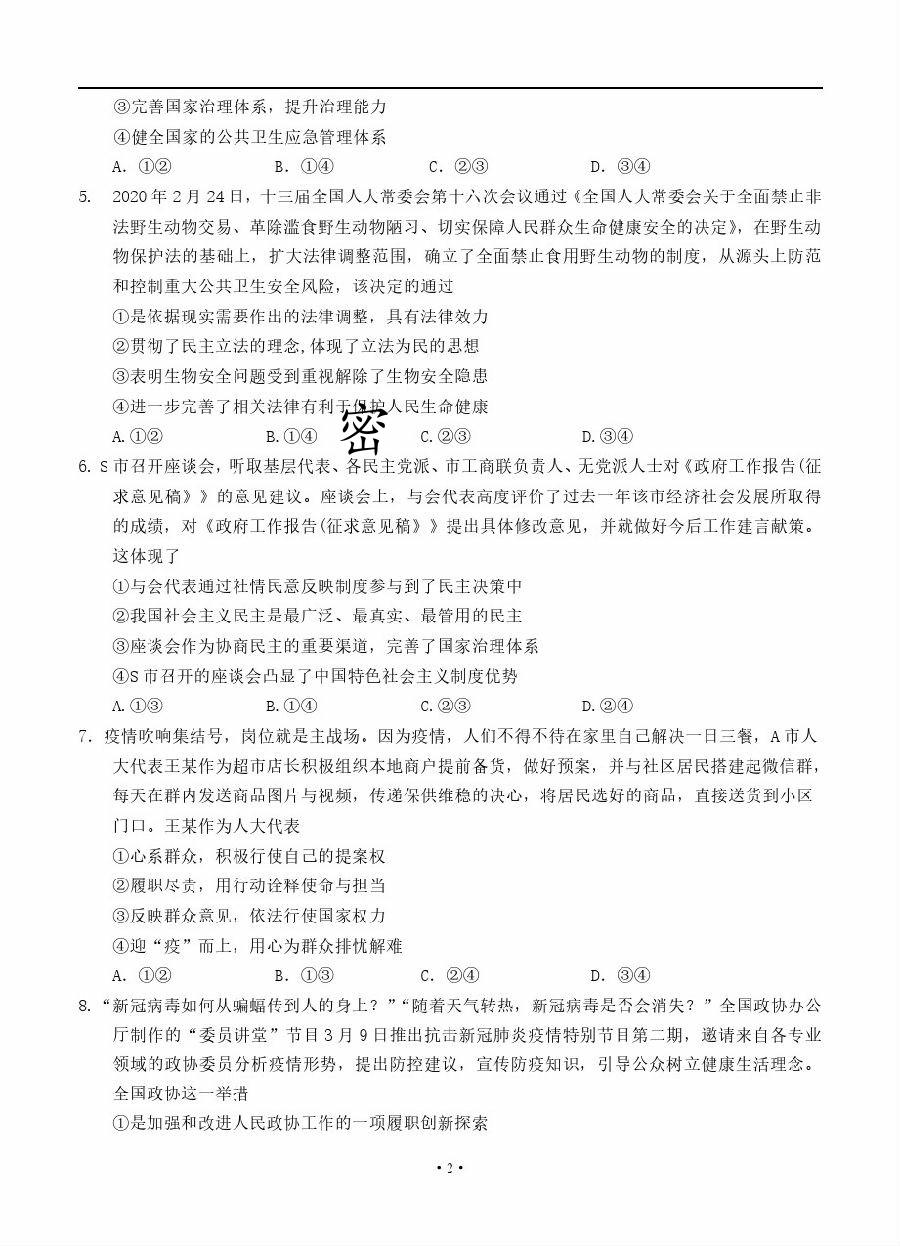 ③完善国家治理体系，提升治理能力
④健全国家的公共卫生应急管理体系
A. ①② B. ①④ C. ②③ D. ③④
5. 2020年2月24日，十三届全国人大常委会第十六次会议通过《全国人大常委会关于全面禁止非
法野生动物交易、革除滥食野生动物陋习、切实保障人民群众生命健康安全的决定》，在野生动
物保护法的基础上，扩大法律调整范围，确立了全面禁止食用野生动物的制度，从源头上防范
和控制重大公共卫生安全风险，该决定的通过
①是依据现实需要作出的法律调整，具有法律效力
②贯彻了民主立法的理念,体现了立法为民的思想
③表明生物安全问题受到重视解除了生物安全隐患
④进一步完善了相关法律有利于保护人民生命健康
密
A.①② B.①④ C.②③ D.③④
6. S市召开座谈会，听取基层代表、各民主党派、市工商联负责人、无党派人士对《政府工作报告(征
求意见稿》》的意见建议。座谈会上，与会代表高度评价了过去一年该市经济社会发展所取得
的成绩，对《政府工作报告(征求意见稿》》提出具体修改意见，并就做好今后工作建言献策。
这体现了
①与会代表通过社情民意反映制度参与到了民主决策中
②我国社会主义民主是最广泛、最真实、最管用的民主
③座谈会作为协商民主的重要渠道，完善了国家治理体系
④S市召开的座谈会凸显了中国特色社会主义制度优势
A.①③ B.①④ C.②③ D.②④
7. 疫情吹响集结号，岗位就是主战场。因为疫情，人们不得不待在家里自己解决一日三餐，A市人
大代表王某作为超市店长积极组织本地商户提前备货，做好预案，并与社区居民搭建起微信群，
每天在群内发送商品图片与视频，传递保供维稳的决心，将居民选好的商品，直接送货到小区
门口。王某作为人大代表
①心系群众，积极行使自己的提案权
②履职尽责，用行动诠释使命与担当
③反映群众意见，依法行使国家权力
④迎“疫”而上，用心为群众排忧解难
A. ①② B. ①③ C. ②④ D. ③④
8.“新冠病毒如何从蝙蝠传到人的身上？”“随着天气转热，新冠病毒是否会消失？”全国政协办公
厅制作的“委员讲堂”节目3月9日推出抗击新冠肺炎疫情特别节目第二期，邀请来自各专业
领域的政协委员分析疫情形势，提出防控建议，宣传防疫知识，引导公众树立健康生活理念。
全国政协这一举措
①是加强和改进人民政协工作的一项履职创新探索
·2·